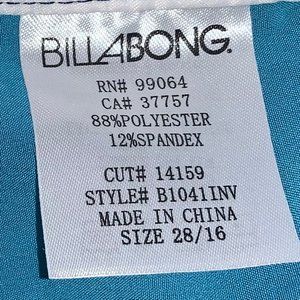 BILLABONG.
RN# 99064
CA# 37757
88%POLYESTER
12%SPANDEX
CUT# 14159
STYLE# B1041INV
MADE IN CHINA
SIZE 28/16